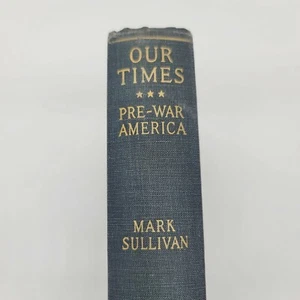 OUR
TIMES
★★★
PRE-WAR
AMERICA
MARK
SULLIVAN